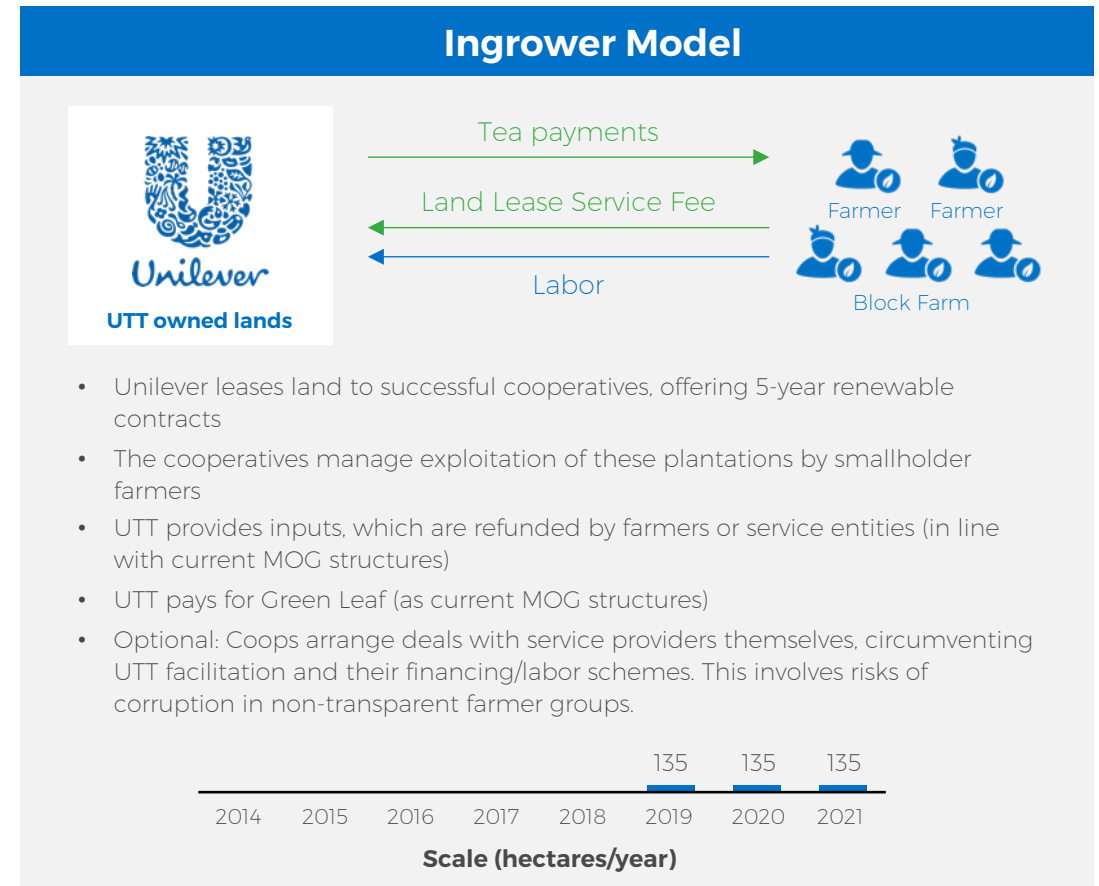 Ingrower Model
Tea payments
Land Lease Service Fee
Labor
Unilever
UTT owned lands
Farmer Farmer
Block Farm
• Unilever leases land to successful cooperatives, offering 5-year renewable
contracts
• The cooperatives manage exploitation of these plantations by smallholder
farmers
• UTT provides inputs, which are refunded by farmers or service entities (in line
with current MOG structures)
• UTT pays for Green Leaf (as current MOG structures)
• Optional: Coops arrange deals with service providers themselves, circumventing
UTT facilitation and their financing/labor schemes. This involves risks of
corruption in non-transparent farmer groups.
135 135 135
2014 2015 2016 2017 2018 2019 2020 2021
Scale (hectares/year)